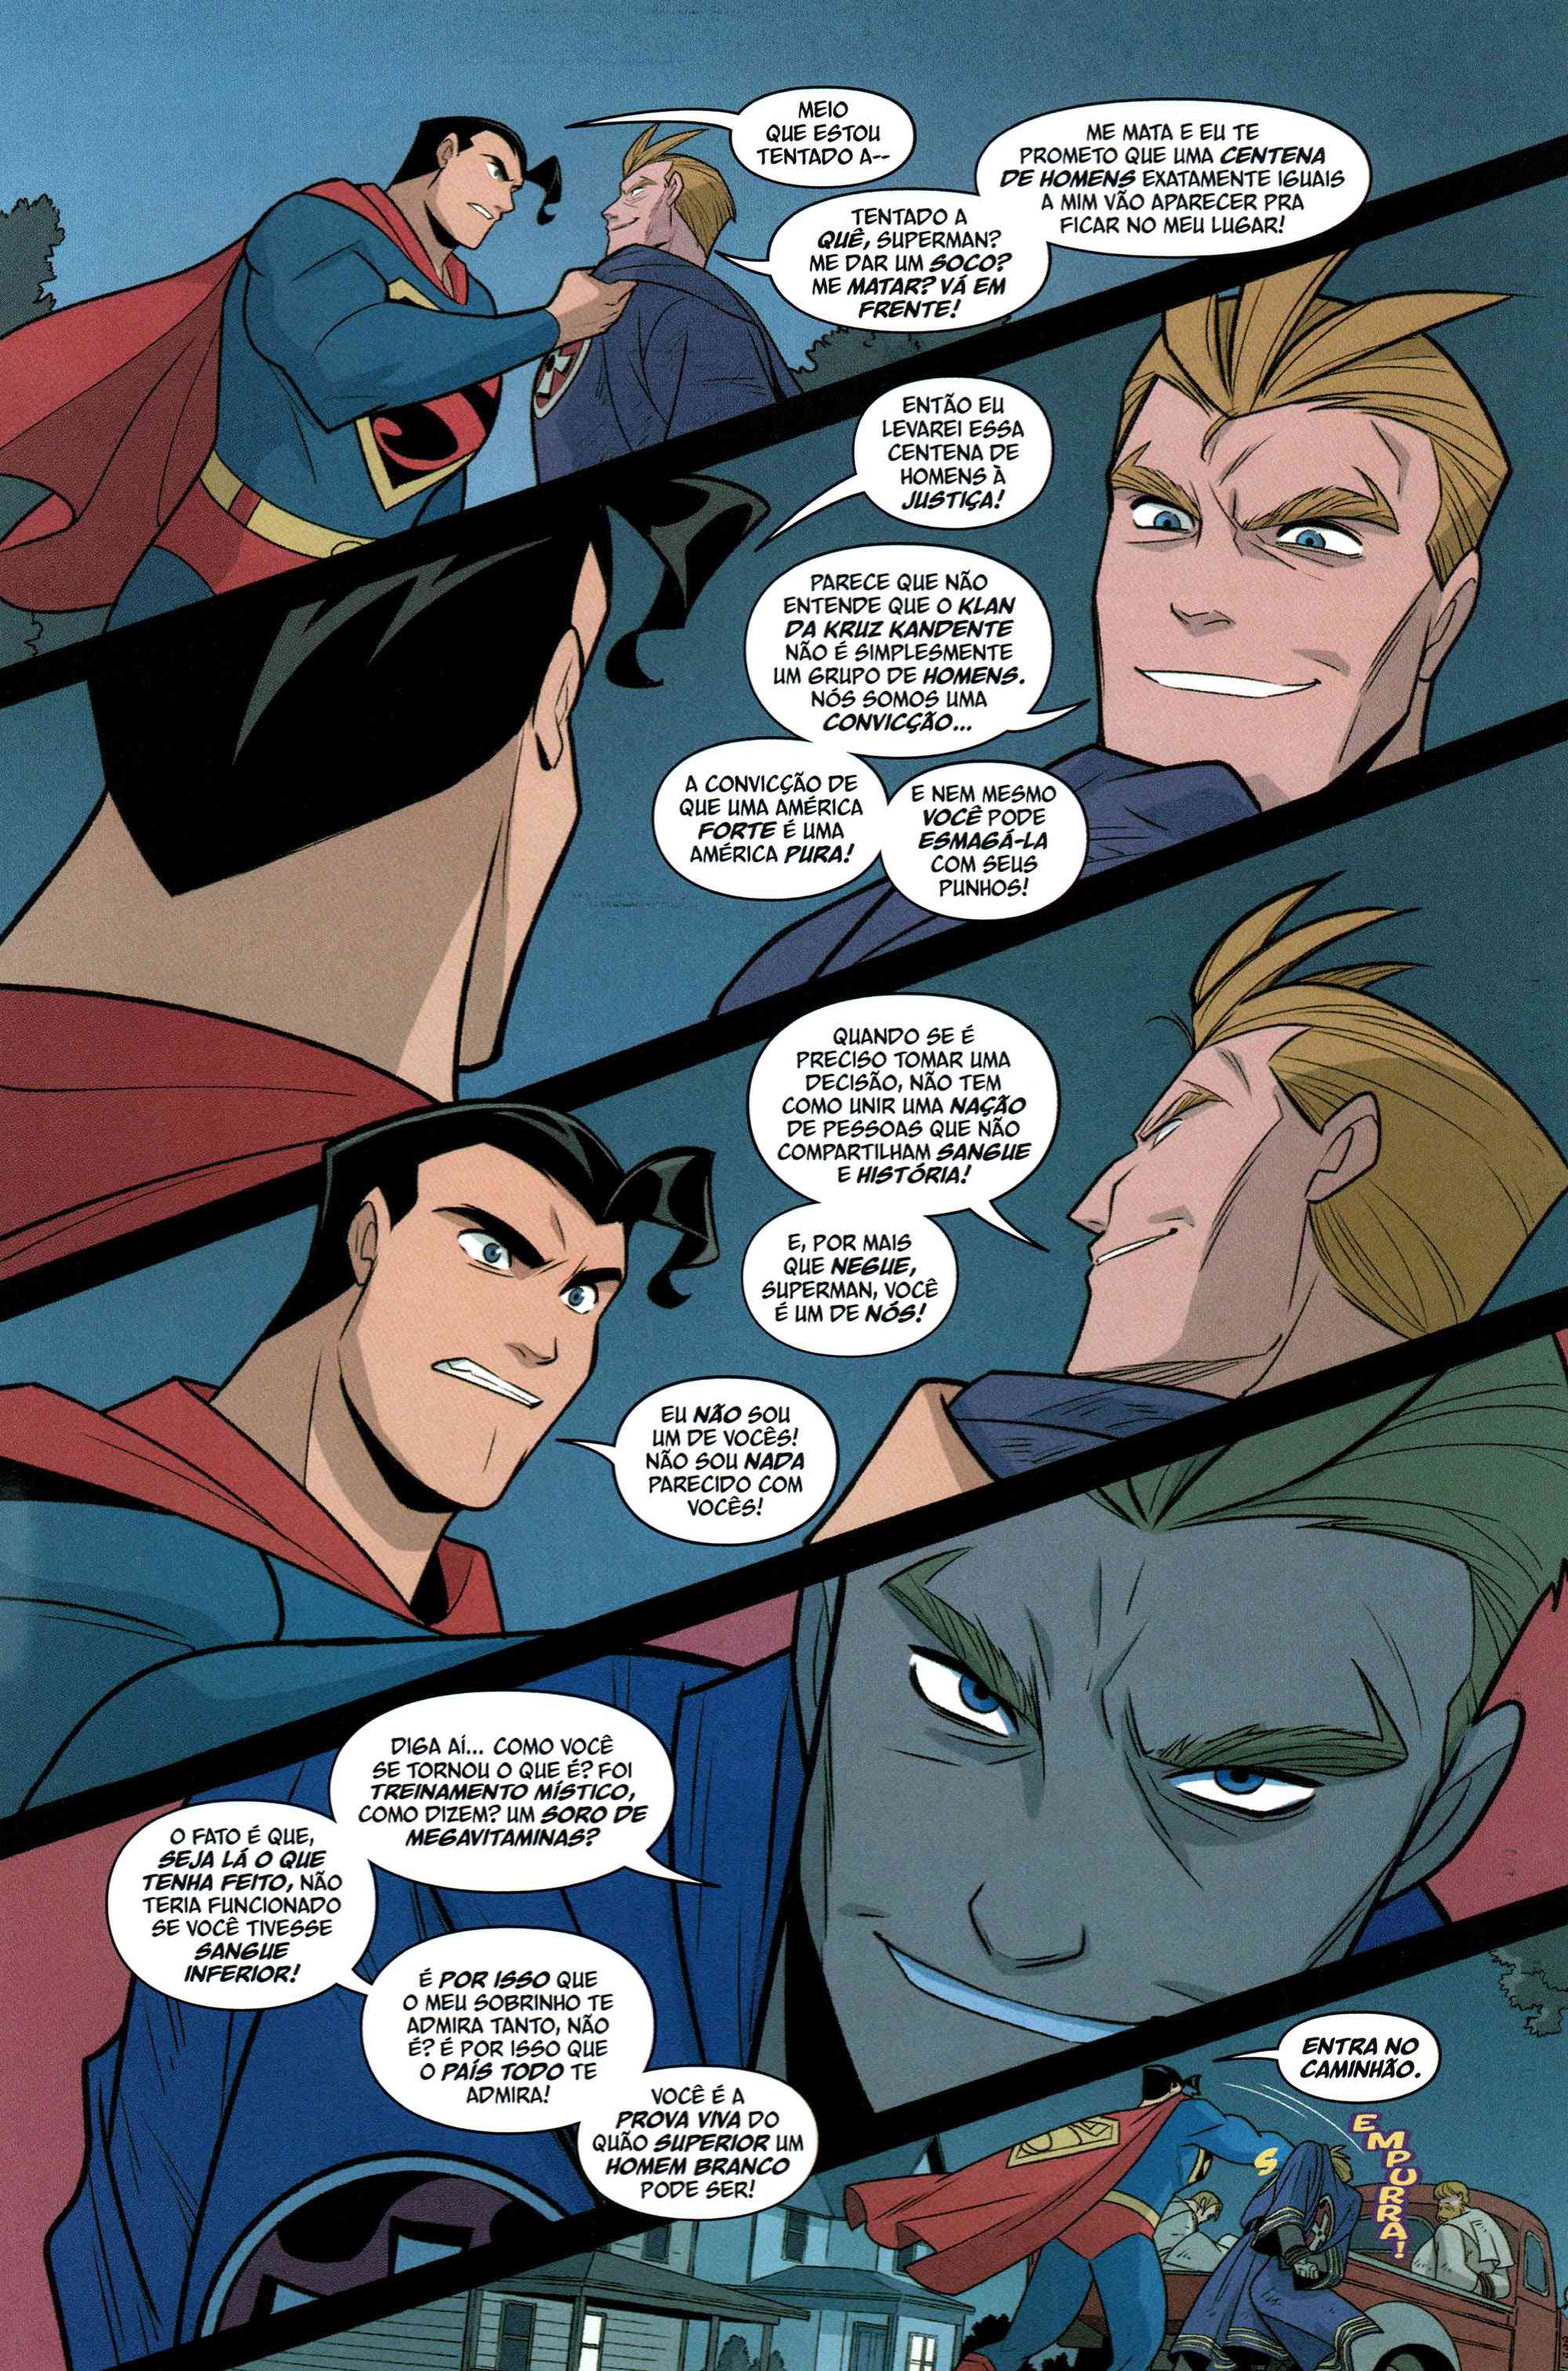 MEIO
QUE ESTOU
TENTADO A--
TENTADO A
QUÊ, SUPERMAN?
ME DAR UM SOCO?
ME MATAR? VÁ EM
FRENTE!
ME MATA E EU TE
PROMETO QUE UMA CENTENA
DE HOMENS EXATAMENTE IGUAIS
A MIM VÃO APARECER PRA
FICAR NO MEU LUGAR!
ENTÃO EU
LEVAREI ESSA
CENTENA DE
HOMENS À
JUSTIÇA!
PARECE QUE NÃO
ENTENDE QUE O KLAN
DA KRUZ KANDENTE
NÃO É SIMPLESMENTE
UM GRUPO DE HOMENS.
NÓS SOMOS UMA
CONVICÇÃO...
A CONVICÇÃO DE
QUE UMA AMÉRICA
FORTE É UMA
AMÉRICA PURA!
E NEM MESMO
VOCÊ PODE
ESMAGÁ-LA
COM SEUS
PUNHOS!
QUANDO SE É
PRECISO TOMAR UMA
DECISÃO, NÃO TEM
COMO UNIR UMA NAÇÃO
DE PESSOAS QUE NÃO
COMPARTILHAM SANGUE
E HISTÓRIA!
E, POR MAIS
QUE NEGUE,
SUPERMAN, VOCÊ
É UM DE NÓS!
EU NÃO SOU
UM DE VOCÊS!
NÃO SOU NADA
PARECIDO COM
VOCÊS!
DIGA AÍ... COMO VOCÊ
SE TORNOU O QUE É? FOI
TREINAMENTO MÍSTICO,
COMO DIZEM? UM SORO DE
MEGAVITAMINAS?
O FATO É QUE,
SEJA LÁ O QUE
TENHA FEITO, NÃO
TERIA FUNCIONADO
SE VOCÊ TIVESSE
SANGUE
INFERIOR!
É POR ISSO QUE
O MEU SOBRINHO TE
ADMIRA TANTO, NÃO
É? É POR ISSO QUE
O PAÍS TODO TE
ADMIRA!
VOCÊ É A
PROVA VIVA DO
QUÃO SUPERIOR UM
HOMEM BRANCO
PODE SER!
ENTRA NO
CAMINHÃO.
EMPURRA!